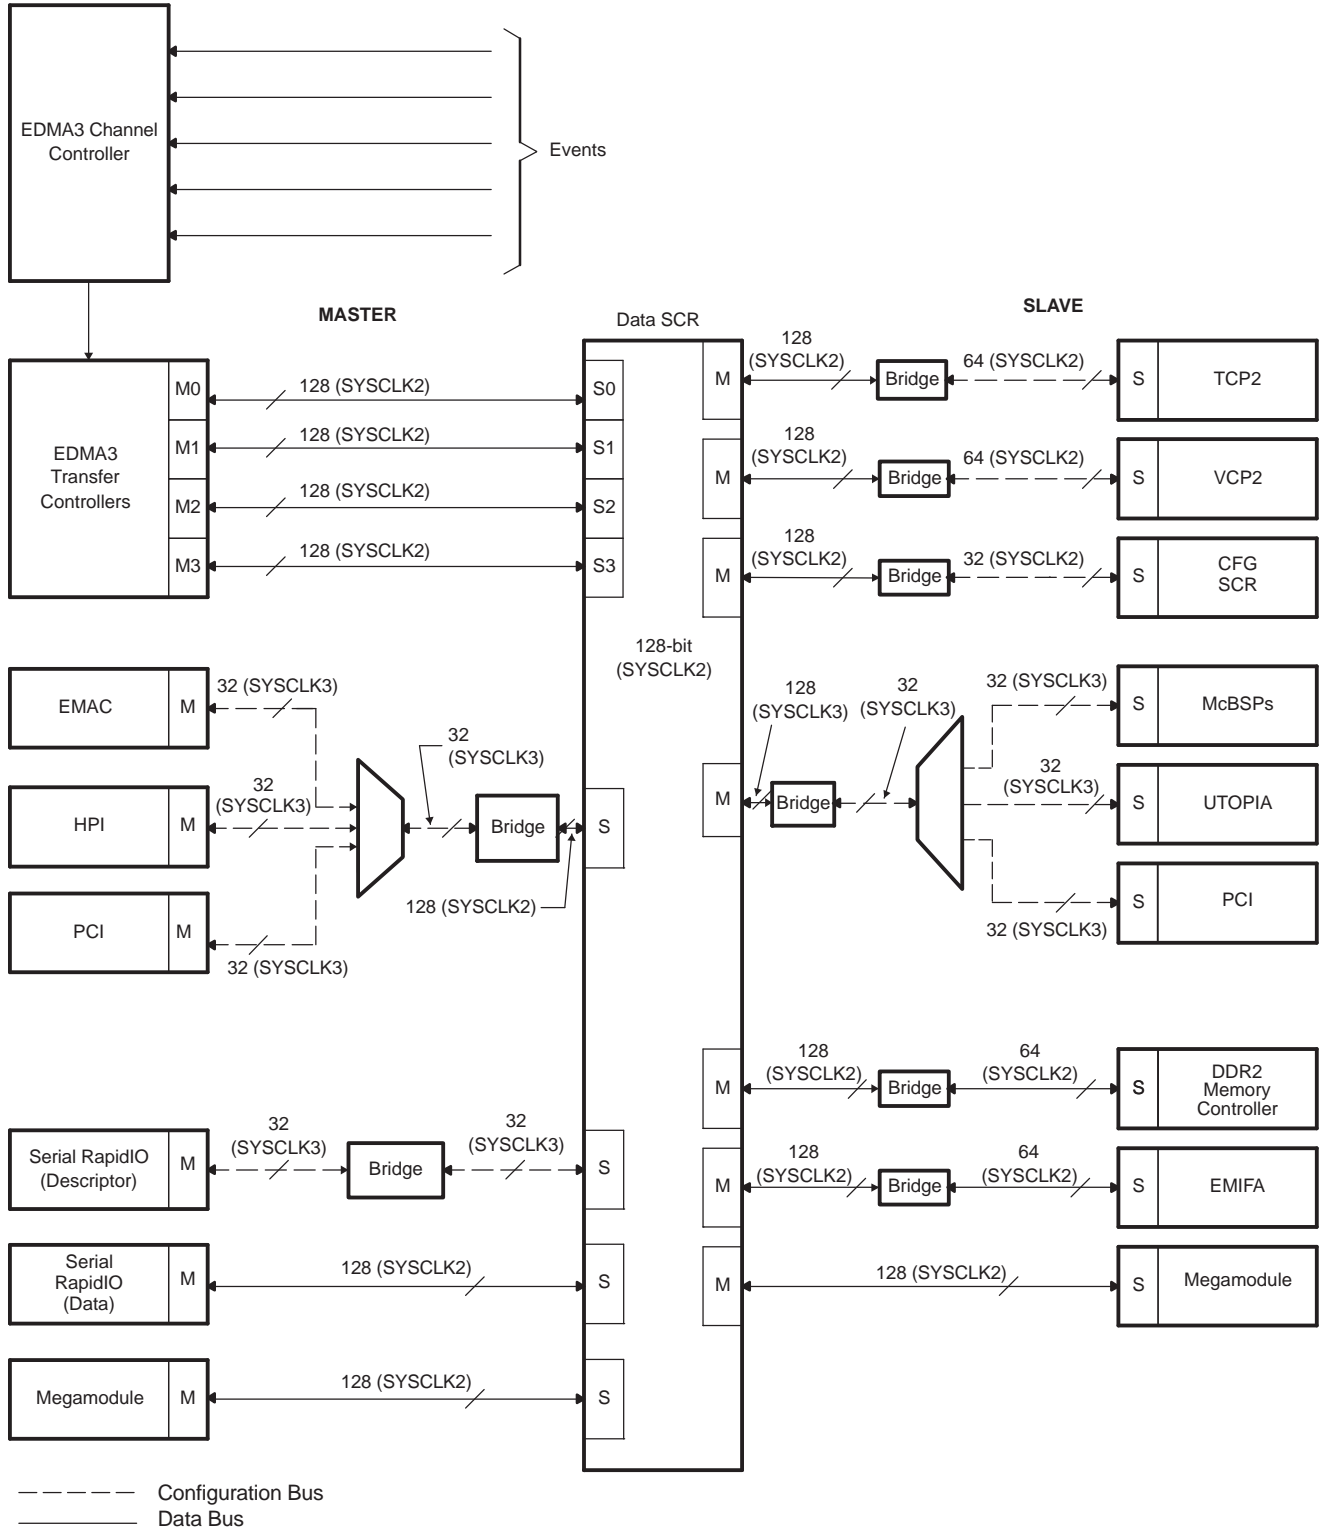 EDMA3 Channel
Controller
Events
MASTER
SLAVE
Data SCR
EDMA3
Transfer
Controllers
M0
128 (SYSCLK2)
S0
M1
128 (SYSCLK2)
S1
M2
128 (SYSCLK2)
S2
M3
128 (SYSCLK2)
S3
M
128
(SYSCLK2)
Bridge
64 (SYSCLK2)
S
TCP2
M
128
(SYSCLK2)
Bridge
64 (SYSCLK2)
S
VCP2
M
128
(SYSCLK2)
Bridge
32 (SYSCLK2)
S
CFG
SCR
128-bit
(SYSCLK2)
EMAC
M
32 (SYSCLK3)
HPI
M
32
(SYSCLK3)
PCI
M
32 (SYSCLK3)
32
(SYSCLK3)
Bridge
128 (SYSCLK2)
S
M
128
(SYSCLK3)
Bridge
32
(SYSCLK3)
32 (SYSCLK3)
S
McBSPs
32
(SYSCLK3)
S
UTOPIA
32 (SYSCLK3)
S
PCI
M
128
(SYSCLK2)
Bridge
64
(SYSCLK2)
S
DDR2
Memory
Controller
Serial RapidIO
(Descriptor)
M
32
(SYSCLK3)
Bridge
32
(SYSCLK3)
S
M
128
(SYSCLK2)
Bridge
64
(SYSCLK2)
S
EMIFA
Serial
RapidIO
(Data)
M
128 (SYSCLK2)
S
M
128 (SYSCLK2)
S
Megamodule
Megamodule
M
128 (SYSCLK2)
S
Configuration Bus
Data Bus